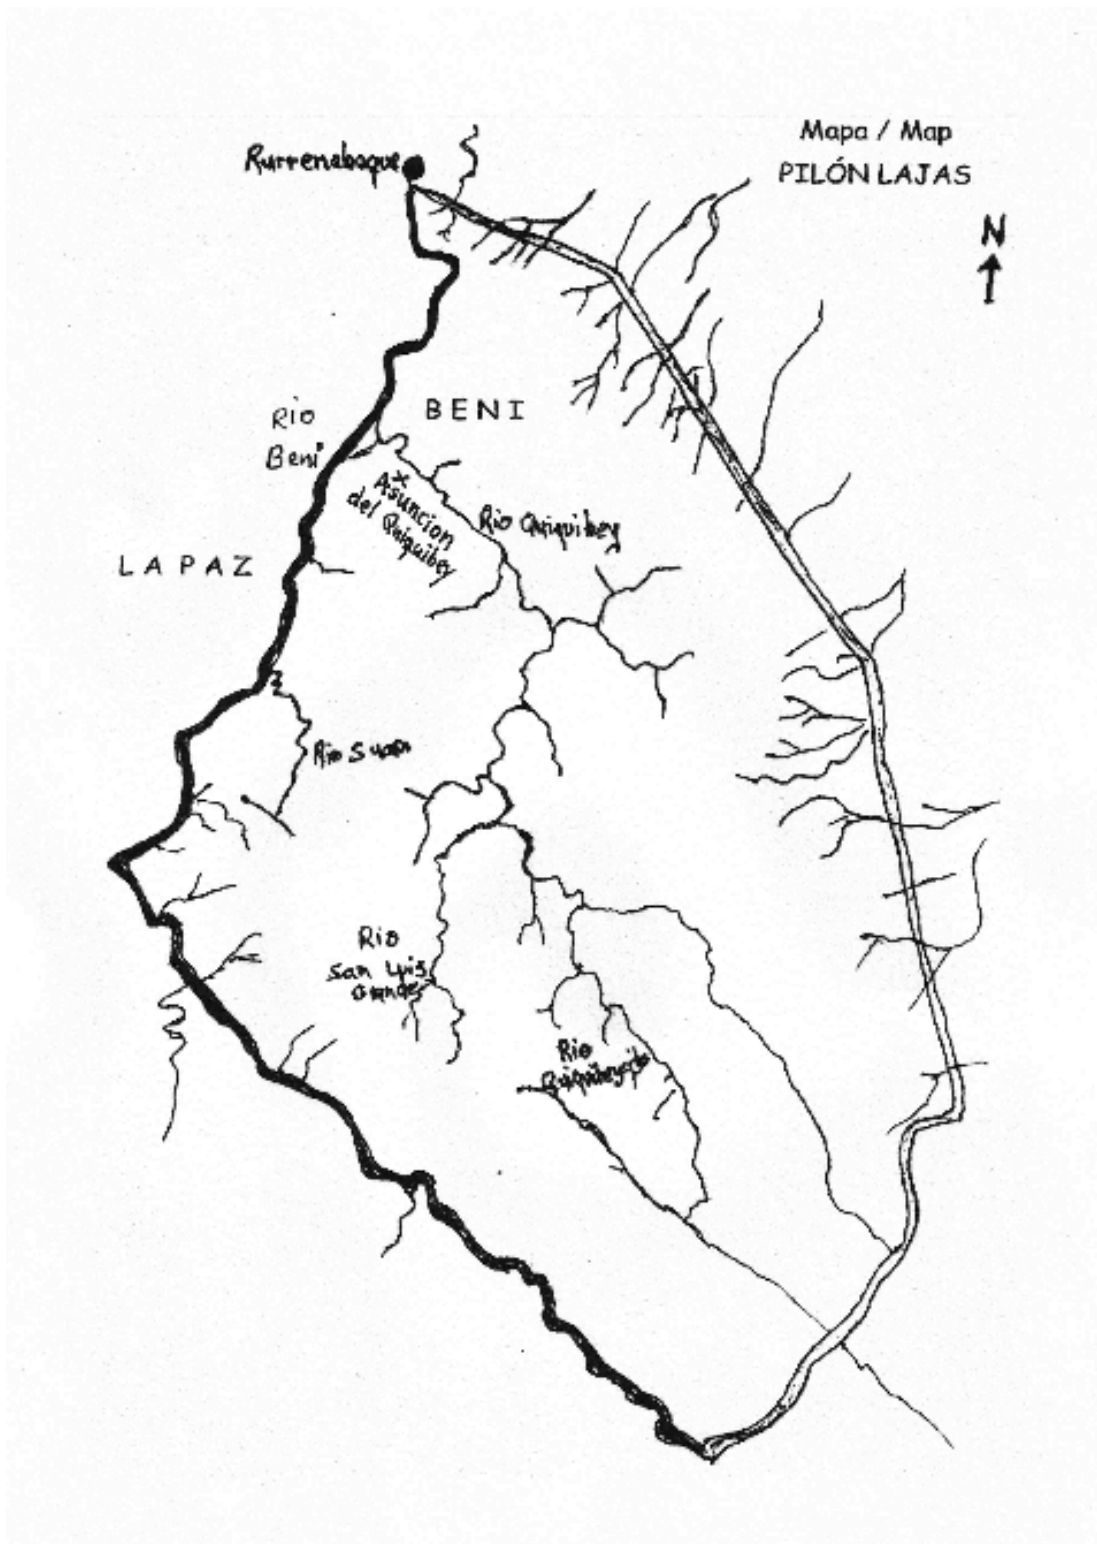 Mapa / Map
PILÓN LAJAS
Rurrenabaque
N
BENI
Rio
Beni
Asuncion
del Quiquibey
Rio Quiquibey
LA PAZ
Rio Suapi
Rio
San Luis
Grande
Rio
Quiquibeycito